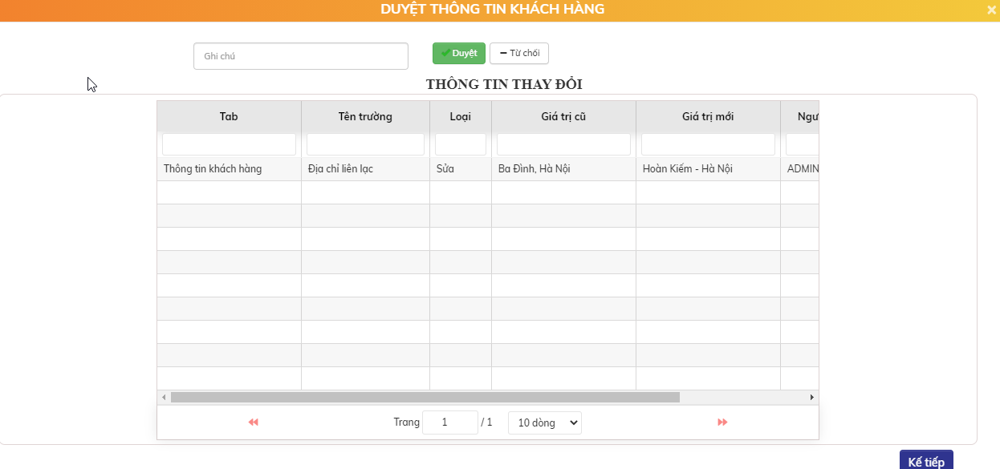 DUYỆT THÔNG TIN KHÁCH HÀNG
Ghi chú
Duyệt
Từ chối
THÔNG TIN THAY ĐỔI
Tab Tên trường Loại Giá trị cũ Giá trị mới Ngư
Thông tin khách hàng Địa chỉ liên lạc Sửa Ba Đình, Hà Nội Hoàn Kiếm - Hà Nội ADMIN
Trang 1 / 1 10 dòng
Kế tiếp